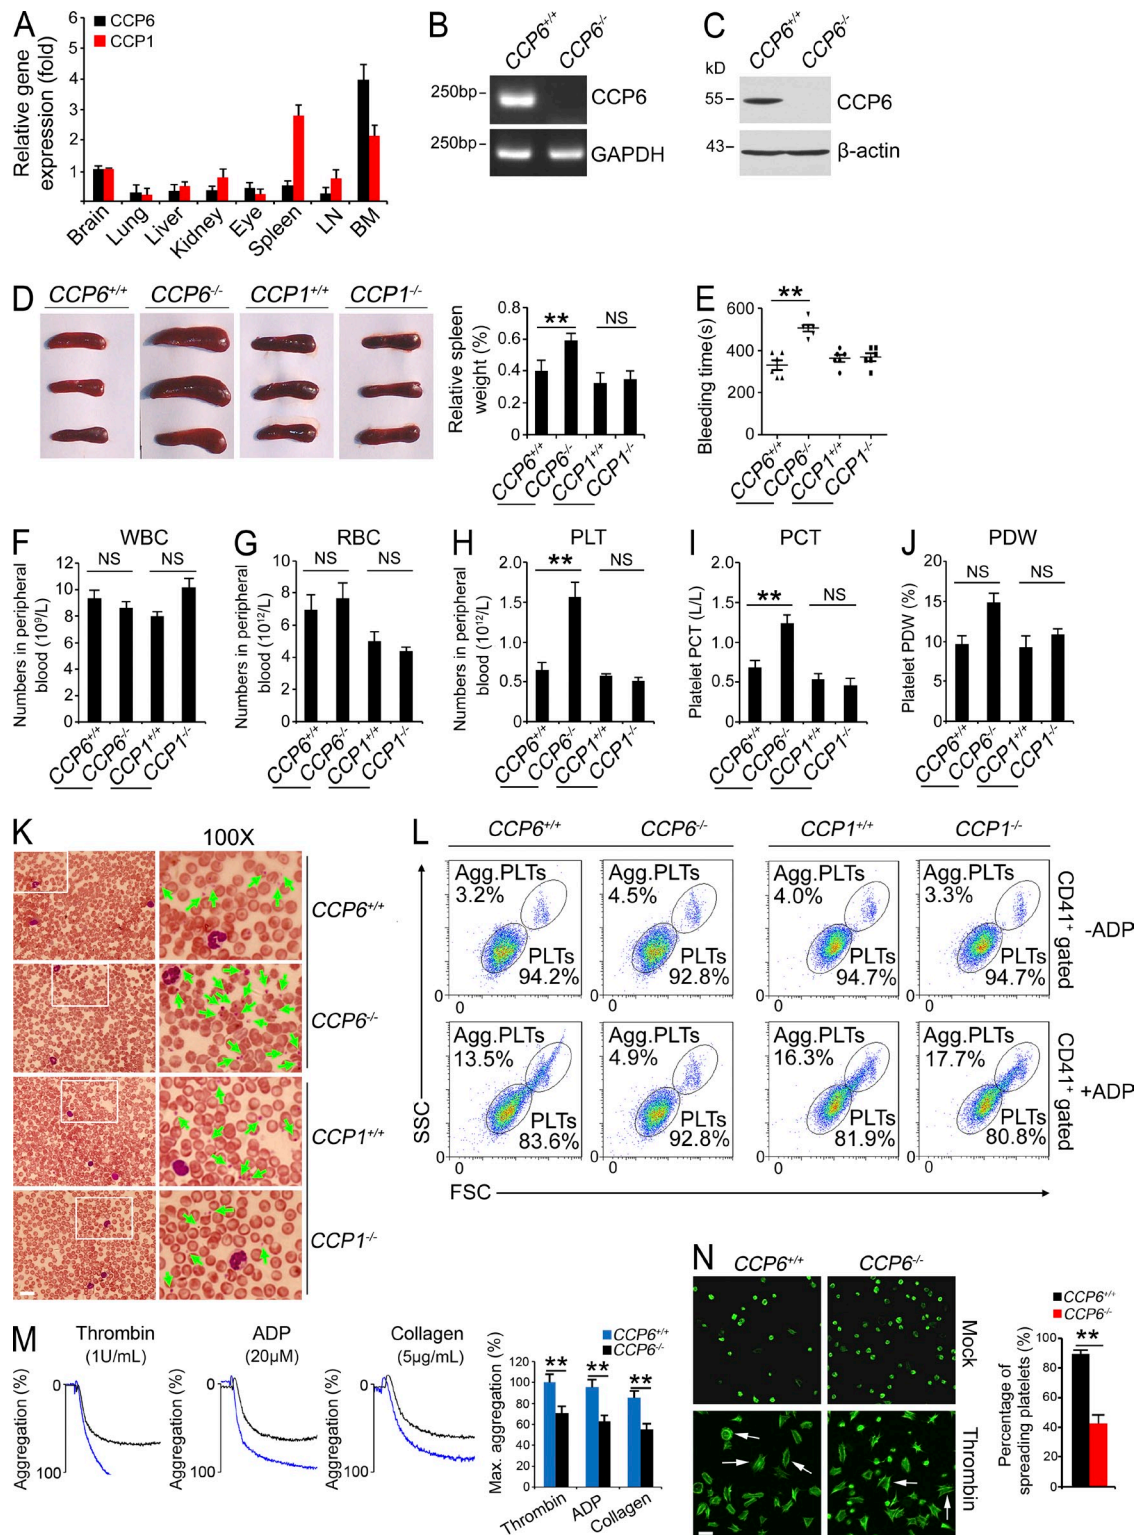 A
Relative gene
expression (fold)
6
5
4
3
2
1
CCP6
CCP1
Brain
Lung
Liver
Kidney
Eye
Spleen
LN
BM
B
CCP6+/+
CCP6-/-
250bp
CCP6
250bp
GAPDH
C
CCP6+/+
CCP6-/-
kD
55
CCP6
43
β-actin
D
CCP6+/+
CCP6-/-
CCP1+/+
CCP1-/-
Relative spleen
weight (%)
0.8
0.6
0.4
0.2
0
**
NS
CCP6+/+
CCP6-/-
CCP1+/+
CCP1-/-
E
Bleeding time(s)
600
400
200
0
**
CCP6+/+
CCP6-/-
CCP1+/+
CCP1-/-
F
WBC
Numbers in peripheral
blood (10⁹/L)
12
10
8
6
4
2
0
NS
NS
CCP6+/+
CCP6-/-
CCP1+/+
CCP1-/-
G
RBC
Numbers in peripheral
blood (10¹²/L)
10
8
6
4
2
0
NS
NS
CCP6+/+
CCP6-/-
CCP1+/+
CCP1-/-
H
PLT
Numbers in peripheral
blood (10¹²/L)
2.0
1.5
1.0
0.5
0
**
NS
CCP6+/+
CCP6-/-
CCP1+/+
CCP1-/-
I
PCT
Platelet PCT (L/L)
2.0
1.5
1.0
0.5
0
**
NS
CCP6+/+
CCP6-/-
CCP1+/+
CCP1-/-
J
PDW
Platelet PDW (%)
20
15
10
5
0
NS
NS
CCP6+/+
CCP6-/-
CCP1+/+
CCP1-/-
K
100X
CCP6+/+
CCP6-/-
CCP1+/+
CCP1-/-
L
CCP6+/+
CCP6-/-
CCP1+/+
CCP1-/-
Agg.PLTs
3.2%
PLTs
94.2%
0
0
Agg.PLTs
4.5%
PLTs
92.8%
0
0
Agg.PLTs
4.0%
PLTs
94.7%
0
0
Agg.PLTs
3.3%
PLTs
94.7%
0
0
CD41+ gated
-ADP
Agg.PLTs
13.5%
PLTs
83.6%
0
0
Agg.PLTs
4.9%
PLTs
92.8%
0
0
Agg.PLTs
16.3%
PLTs
81.9%
0
0
Agg.PLTs
17.7%
PLTs
80.8%
0
0
CD41+ gated
+ADP
SSC
FSC
M
Thrombin
(1U/mL)
Aggregation (%)
0
100
ADP
(20μM)
Aggregation (%)
0
100
Collagen
(5μg/mL)
Aggregation (%)
0
100
CCP6+/+
CCP6-/-
Max. aggregation (%)
120
100
80
60
40
20
0
**
**
**
Thrombin
ADP
Collagen
N
CCP6+/+
CCP6-/-
Mock
Thrombin
CCP6+/+
CCP6-/-
Percentage of
spreading platelets (%)
100
80
60
40
20
0
**